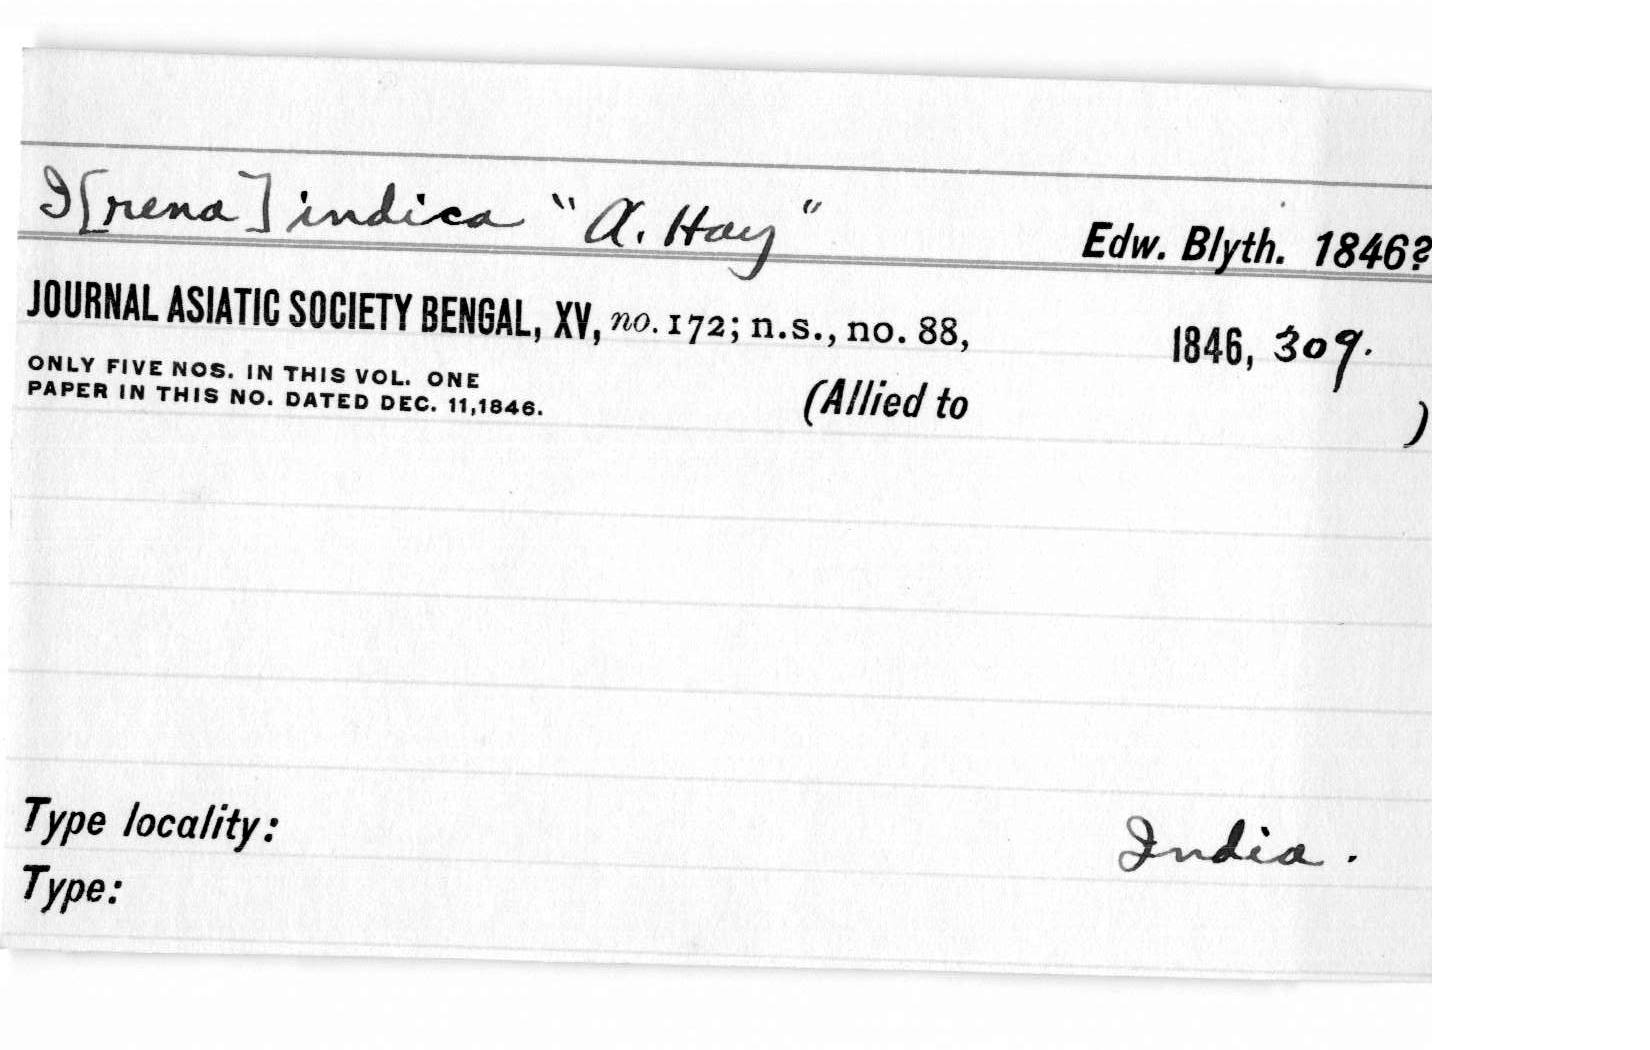 I[rena] indica "A. Hay" Edw. Blyth. 1846?
JOURNAL ASIATIC SOCIETY BENGAL, XV, no. 172; n.s., no. 88, 1846, 309.
ONLY FIVE NOS. IN THIS VOL. ONE
PAPER IN THIS NO. DATED DEC. 11,1846. (Allied to )
Type locality: India.
Type: